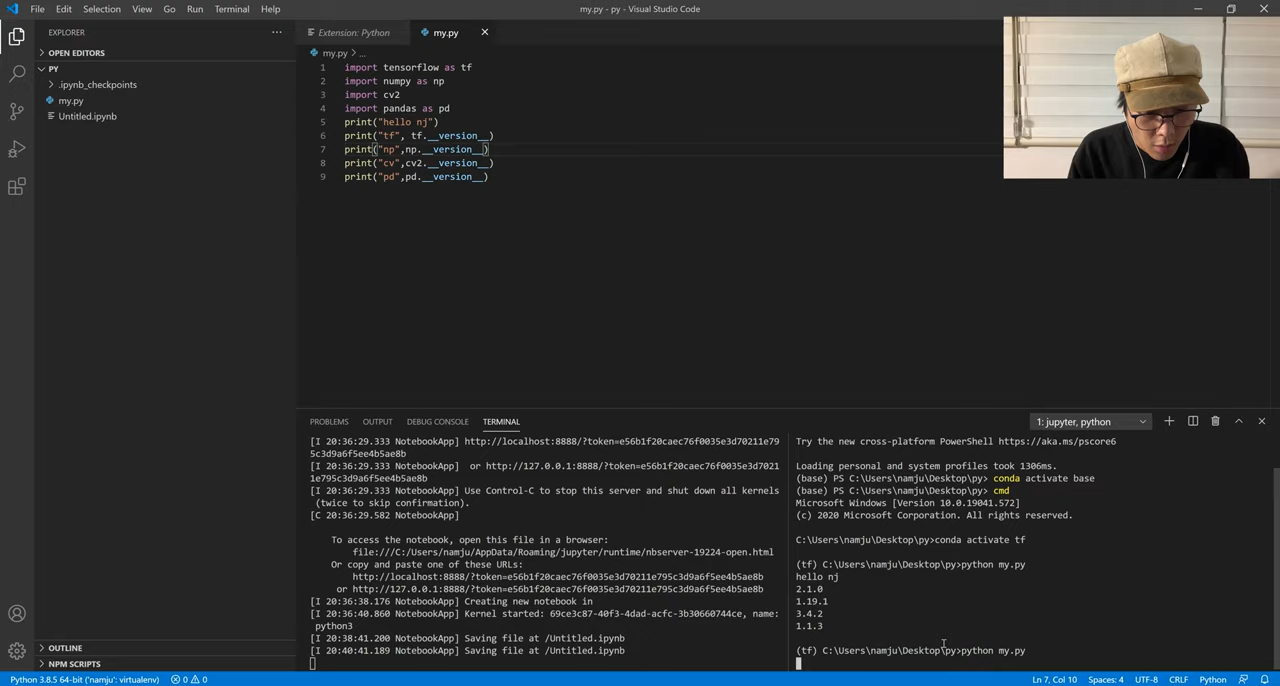 File Edit Selection View Go Run Terminal Help
my.py - py - Visual Studio Code
EXPLORER
OPEN EDITORS
PY
.ipynb_checkpoints
my.py
Untitled.ipynb
OUTLINE
NPM SCRIPTS
Extension: Python
my.py
my.py > ...
1 import tensorflow as tf
2 import numpy as np
3 import cv2
4 import pandas as pd
5 print("hello nj")
6 print("tf", tf.__version__)
7 print("np",np.__version__)
8 print("cv",cv2.__version__)
9 print("pd",pd.__version__)
PROBLEMS OUTPUT DEBUG CONSOLE TERMINAL
1: jupyter, python
[I 20:36:29.333 NotebookApp] http://localhost:8888/?token=e56b1f20caec76f0035e3d70211e79
5c3d9a6f5ee4b5ae8b
[I 20:36:29.333 NotebookApp]  or http://127.0.0.1:8888/?token=e56b1f20caec76f0035e3d7021
1e795c3d9a6f5ee4b5ae8b
[I 20:36:29.333 NotebookApp] Use Control-C to stop this server and shut down all kernels
(twice to skip confirmation).
[C 20:36:29.582 NotebookApp]
To access the notebook, open this file in a browser:
file:///C:/Users/namju/AppData/Roaming/jupyter/runtime/nbserver-19224-open.html
Or copy and paste one of these URLs:
http://localhost:8888/?token=e56b1f20caec76f0035e3d70211e795c3d9a6f5ee4b5ae8b
or http://127.0.0.1:8888/?token=e56b1f20caec76f0035e3d70211e795c3d9a6f5ee4b5ae8b
[I 20:36:38.176 NotebookApp] Creating new notebook in
[I 20:36:40.860 NotebookApp] Kernel started: 69ce3c87-40f3-4dad-acfc-3b30660744ce, name:
python3
[I 20:38:41.200 NotebookApp] Saving file at /Untitled.ipynb
[I 20:40:41.189 NotebookApp] Saving file at /Untitled.ipynb
Try the new cross-platform PowerShell https://aka.ms/pscore6
Loading personal and system profiles took 1306ms.
(base) PS C:\Users\namju\Desktop\py> conda activate base
(base) PS C:\Users\namju\Desktop\py> cmd
Microsoft Windows [Version 10.0.19041.572]
(c) 2020 Microsoft Corporation. All rights reserved.
C:\Users\namju\Desktop\py>conda activate tf
(tf) C:\Users\namju\Desktop\py>python my.py
hello nj
2.1.0
1.19.1
3.4.2
1.1.3
(tf) C:\Users\namju\Desktop\py>python my.py
Python 3.8.5 64-bit ('namju': virtualenv) 0 0
Ln 7, Col 10 Spaces: 4 UTF-8 CRLF Python